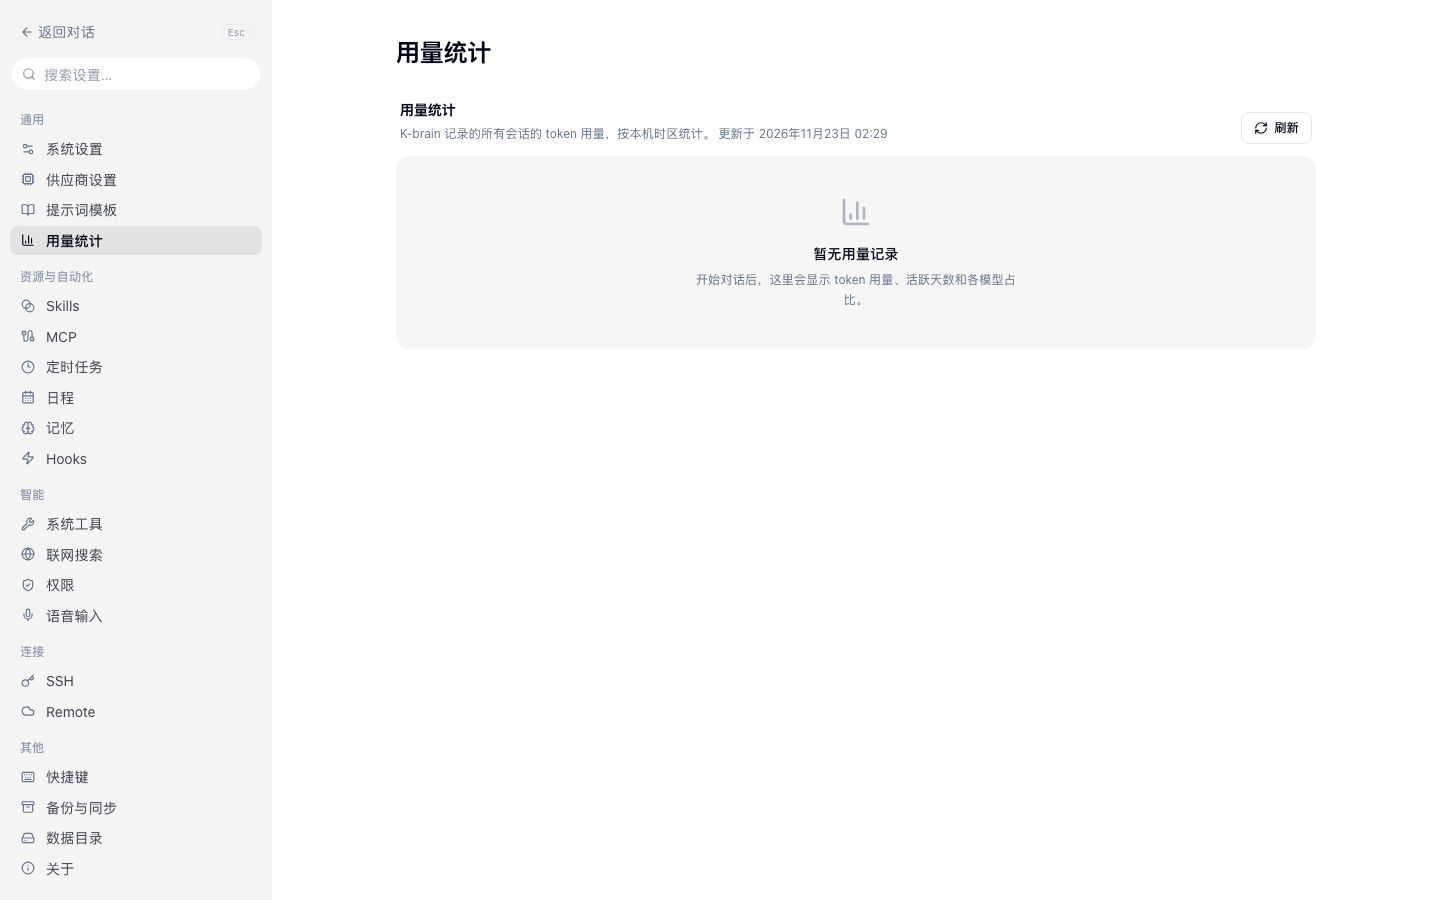 返回对话
Esc
搜索设置...
通用
系统设置
供应商设置
提示词模板
用量统计
资源与自动化
Skills
MCP
定时任务
日程
记忆
Hooks
智能
系统工具
联网搜索
权限
语音输入
连接
SSH
Remote
其他
快捷键
备份与同步
数据目录
关于
用量统计
用量统计
K-brain 记录的所有会话的 token 用量，按本机时区统计。 更新于 2026年11月23日 02:29
刷新
暂无用量记录
开始对话后，这里会显示 token 用量、活跃天数和各模型占
比。